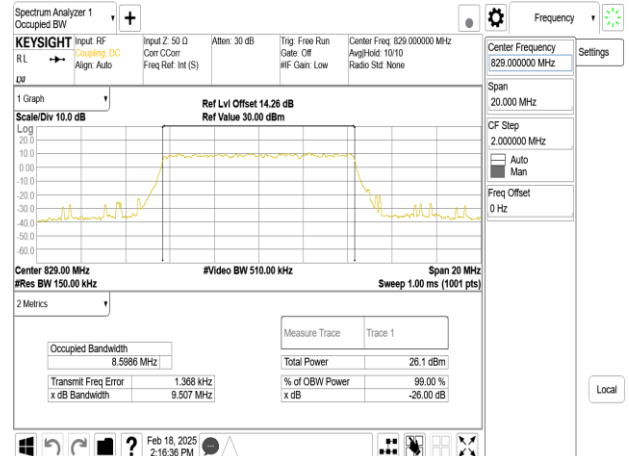 Spectrum Analyzer 1
Occupied BW
+
Frequency
KEYSIGHT
Input: RF
Input Z: 50 Ω
Atten: 30 dB
Trig: Free Run
Center Freq: 829.000000 MHz
RL
Coupling: DC
Corr CCorr
Gate: Off
Avg|Hold: 10/10
Align: Auto
Freq Ref: Int (S)
#IF Gain: Low
Radio Std: None
LXI
Center Frequency
829.000000 MHz
Settings
Span
20.000 MHz
CF Step
2.000000 MHz
Auto
Man
Freq Offset
0 Hz
Local
1 Graph
Ref Lvl Offset 14.26 dB
Scale/Div 10.0 dB
Ref Value 30.00 dBm
Log
20.0
10.0
0.00
-10.0
-20.0
-30.0
-40.0
-50.0
-60.0
Center 829.00 MHz
#Video BW 510.00 kHz
Span 20 MHz
#Res BW 150.00 kHz
Sweep 1.00 ms (1001 pts)
2 Metrics
Measure Trace
Trace 1
Occupied Bandwidth
8.5986 MHz
Total Power
26.1 dBm
Transmit Freq Error
1.368 kHz
% of OBW Power
99.00 %
x dB Bandwidth
9.507 MHz
x dB
-26.00 dB
?
Feb 18, 2025
2:16:36 PM